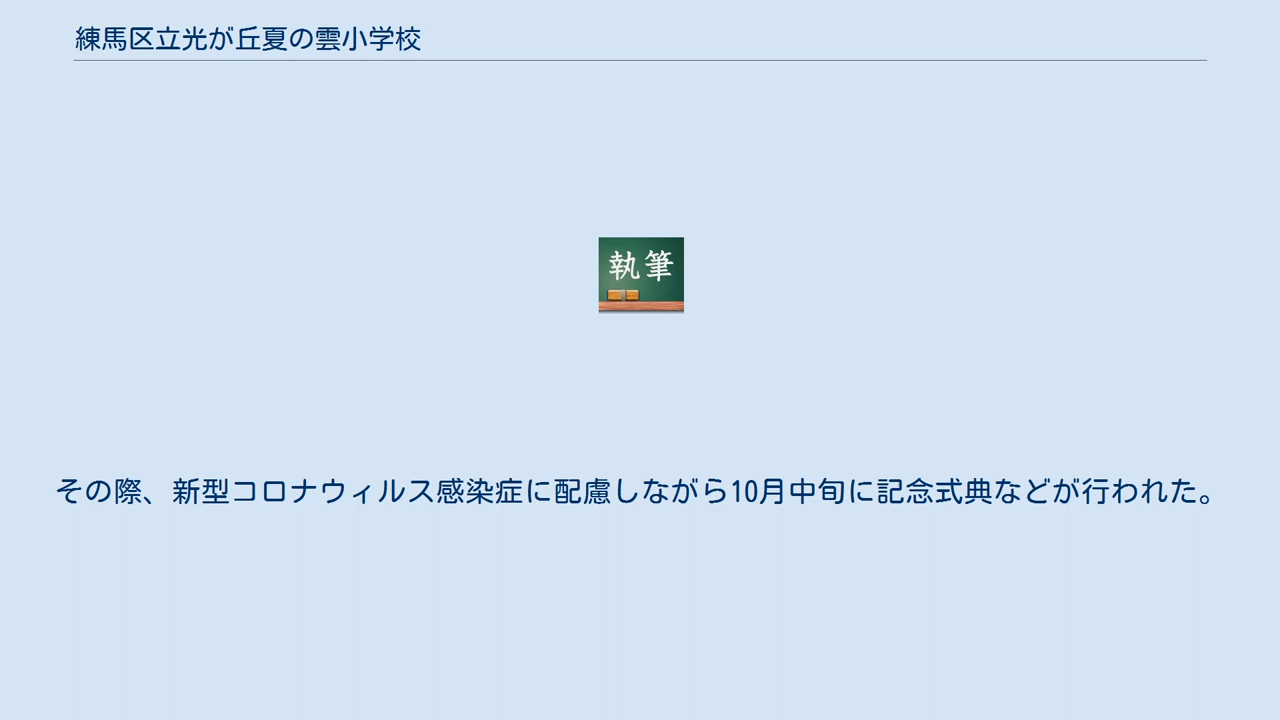 練馬区立光が丘夏の雲小学校
執筆
その際、新型コロナウィルス感染症に配慮しながら10月中旬に記念式典などが行われた。